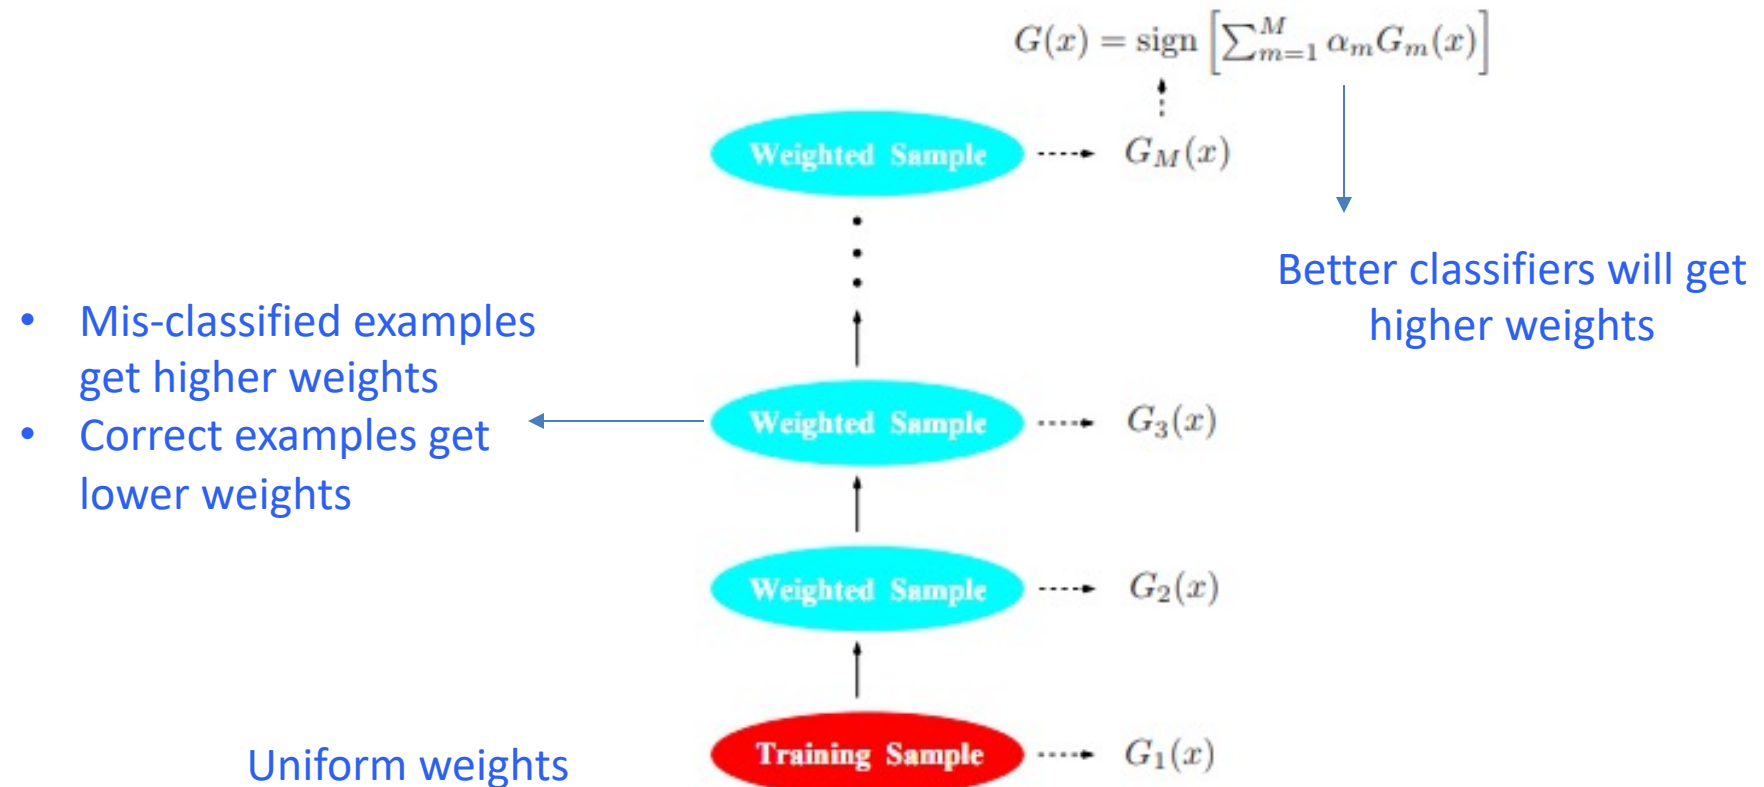 G(x) = sign [∑_{m=1}^{M} α_m G_m(x)]
Weighted Sample
G_M(x)
Better classifiers will get
higher weights
• Mis-classified examples
get higher weights
• Correct examples get
lower weights
Weighted Sample
G_3(x)
Weighted Sample
G_2(x)
Uniform weights
Training Sample
G_1(x)